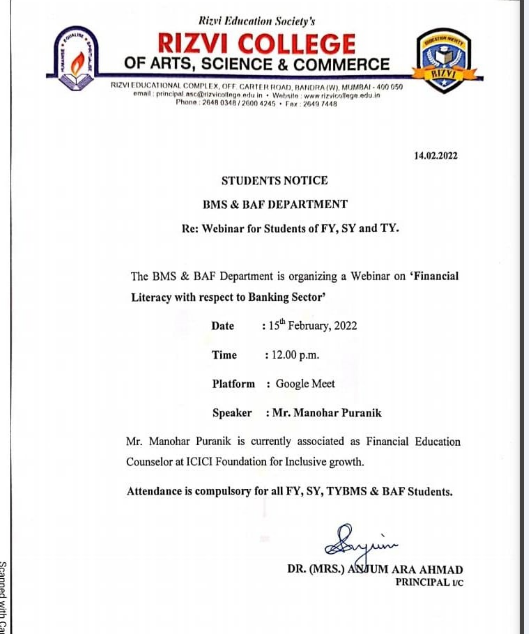 Rizvi Education Society's
RIZVI COLLEGE
OF ARTS, SCIENCE & COMMERCE
RIZVI EDUCATIONAL COMPLEX, OFF. CARTER ROAD, BANDRA (W), MUMBAI - 400 050
email : principal.asc@rizvicollege.edu.in • Website : www.rizvicollege.edu.in
Phone : 2648 0348 / 2600 4245 • Fax : 2649 7448
EDUCATION SOCIETY
RIZVI
14.02.2022
STUDENTS NOTICE
BMS & BAF DEPARTMENT
Re: Webinar for Students of FY, SY and TY.
The BMS & BAF Department is organizing a Webinar on ‘Financial
Literacy with respect to Banking Sector’
Date : 15th February, 2022
Time : 12.00 p.m.
Platform : Google Meet
Speaker : Mr. Manohar Puranik
Mr. Manohar Puranik is currently associated as Financial Education
Counselor at ICICI Foundation for Inclusive growth.
Attendance is compulsory for all FY, SY, TYBMS & BAF Students.
DR. (MRS.) ANJUM ARA AHMAD
PRINCIPAL I/C
Scanned with